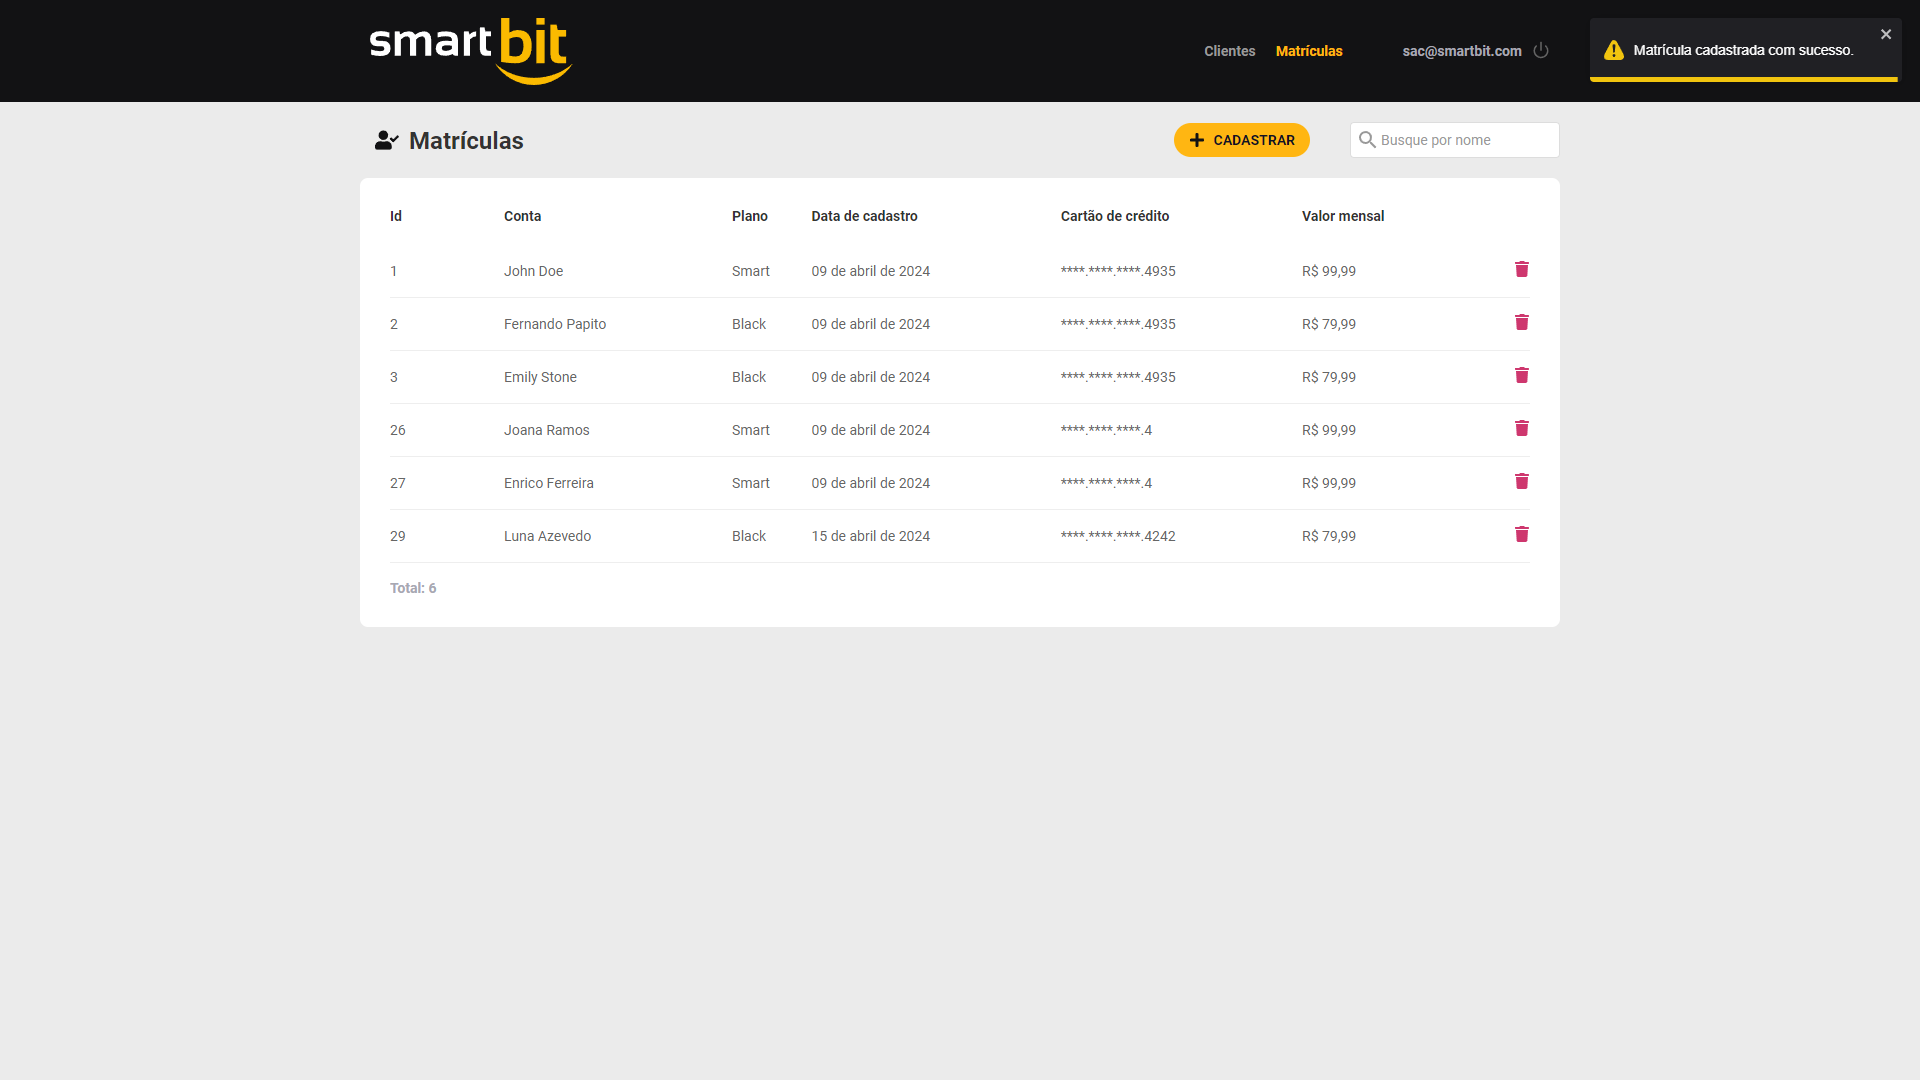 smartbit
Clientes Matrículas sac@smartbit.com
Matrícula cadastrada com sucesso.
Matrículas
CADASTRAR
Busque por nome
Id Conta Plano Data de cadastro Cartão de crédito Valor mensal
1 John Doe Smart 09 de abril de 2024 ****.****.****.4935 R$ 99,99
2 Fernando Papito Black 09 de abril de 2024 ****.****.****.4935 R$ 79,99
3 Emily Stone Black 09 de abril de 2024 ****.****.****.4935 R$ 79,99
26 Joana Ramos Smart 09 de abril de 2024 ****.****.****.4 R$ 99,99
27 Enrico Ferreira Smart 09 de abril de 2024 ****.****.****.4 R$ 99,99
29 Luna Azevedo Black 15 de abril de 2024 ****.****.****.4242 R$ 79,99
Total: 6